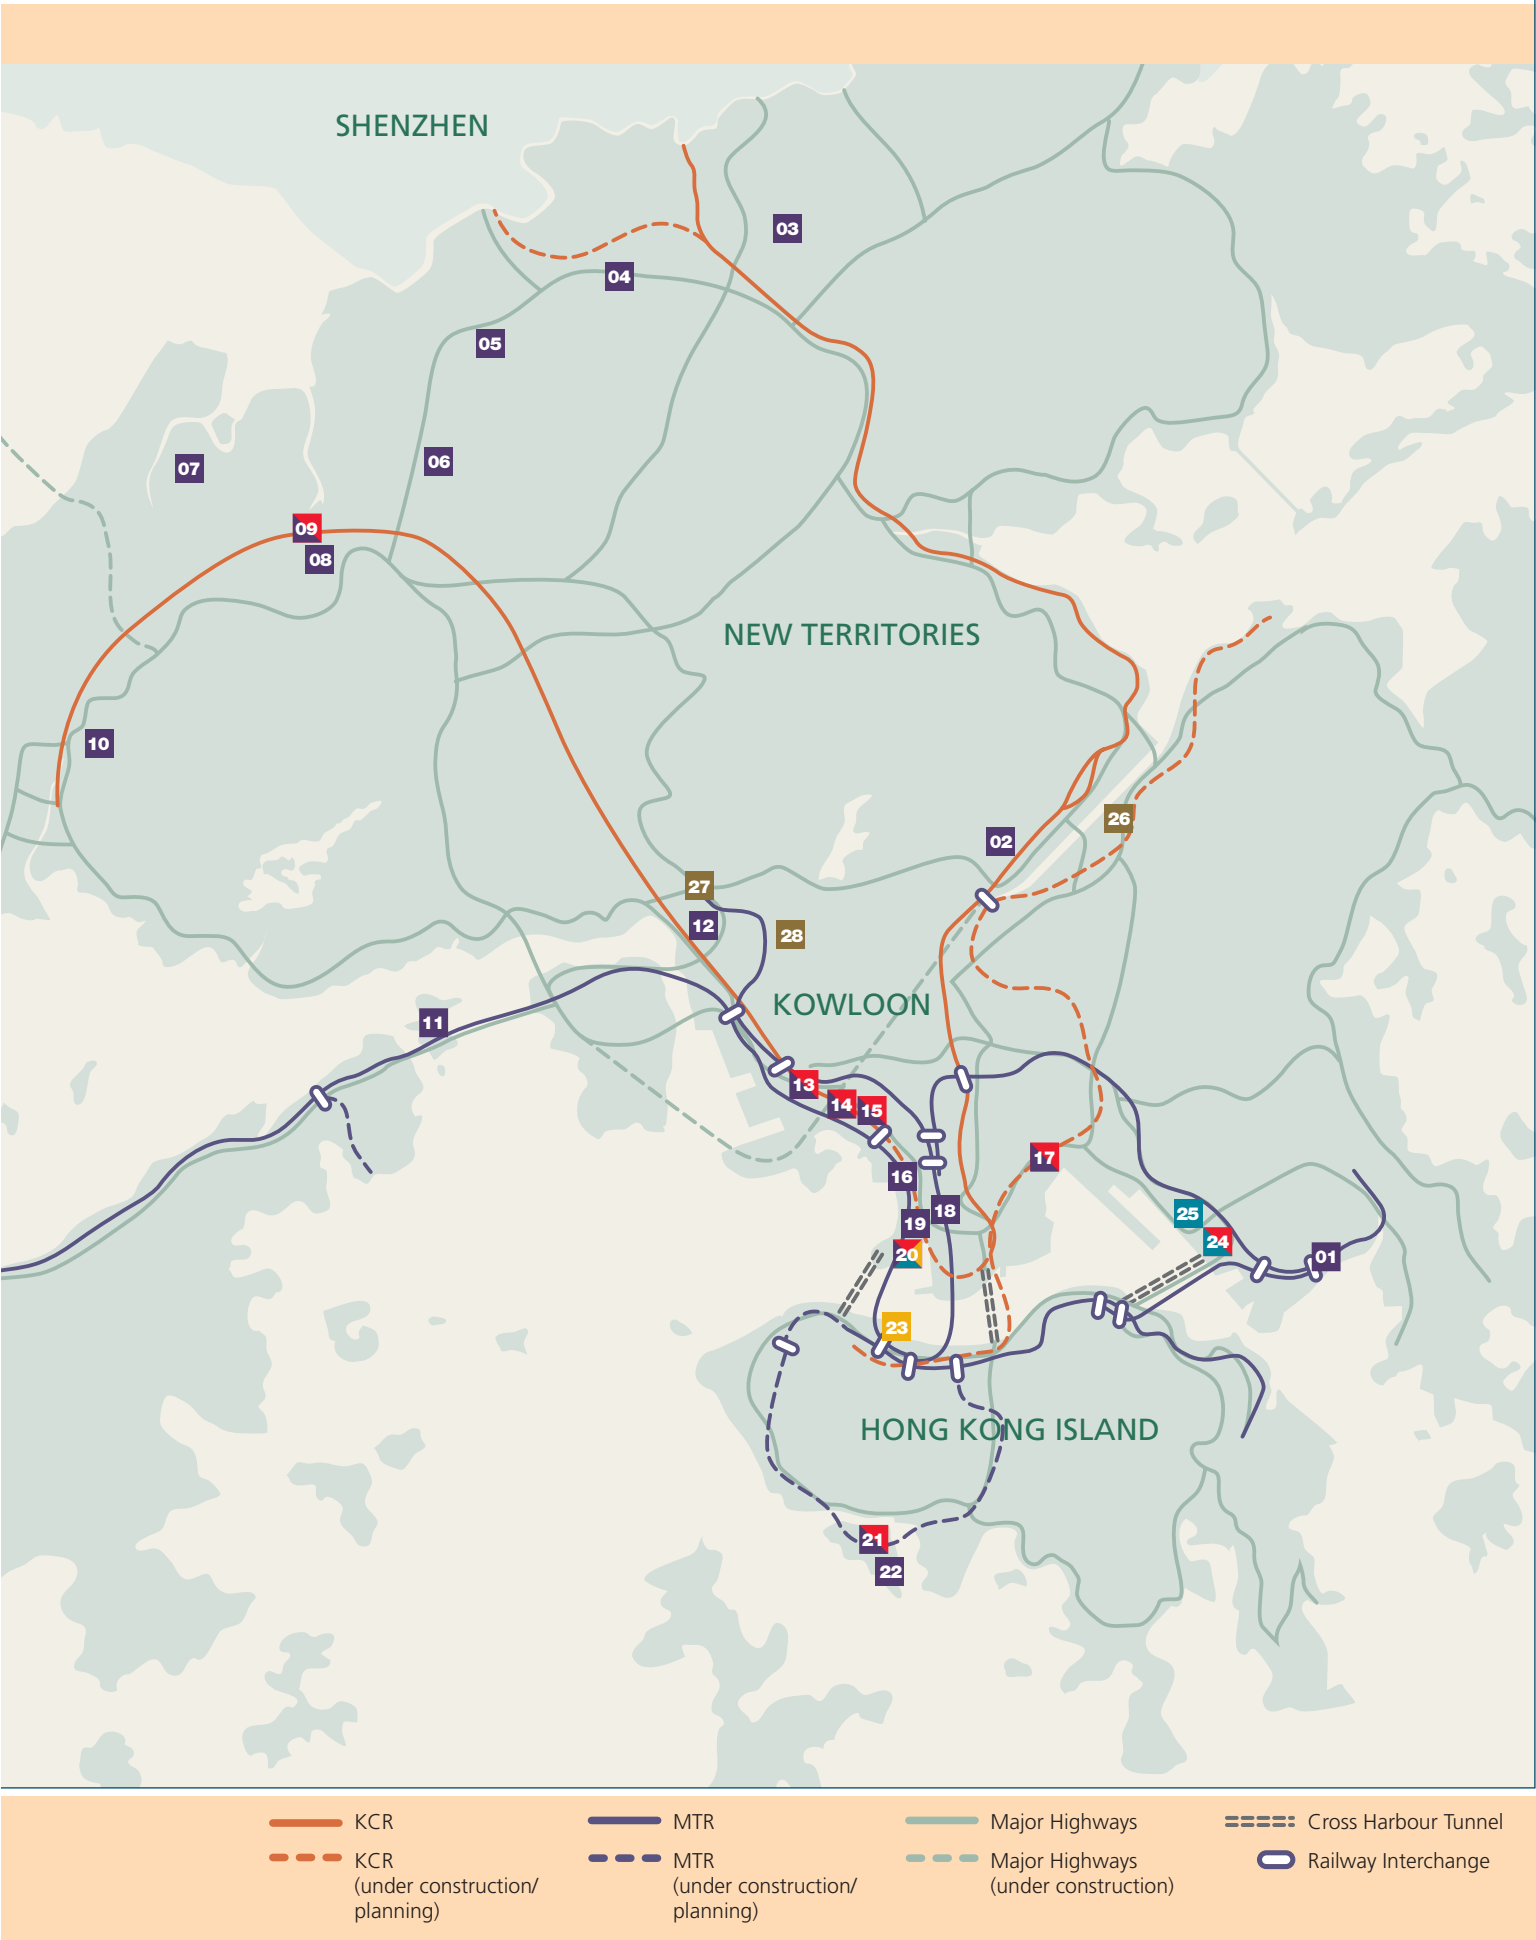 SHENZHEN
03
04
05
06
07
09
08
NEW TERRITORIES
10
02
26
27
12
28
KOWLOON
11
13
14
15
17
16
18
19
25
24
20
01
23
HONG KONG ISLAND
21
22
KCR
MTR
Major Highways
Cross Harbour Tunnel
KCR
(under construction/
planning)
MTR
(under construction/
planning)
Major Highways
(under construction)
Railway Interchange